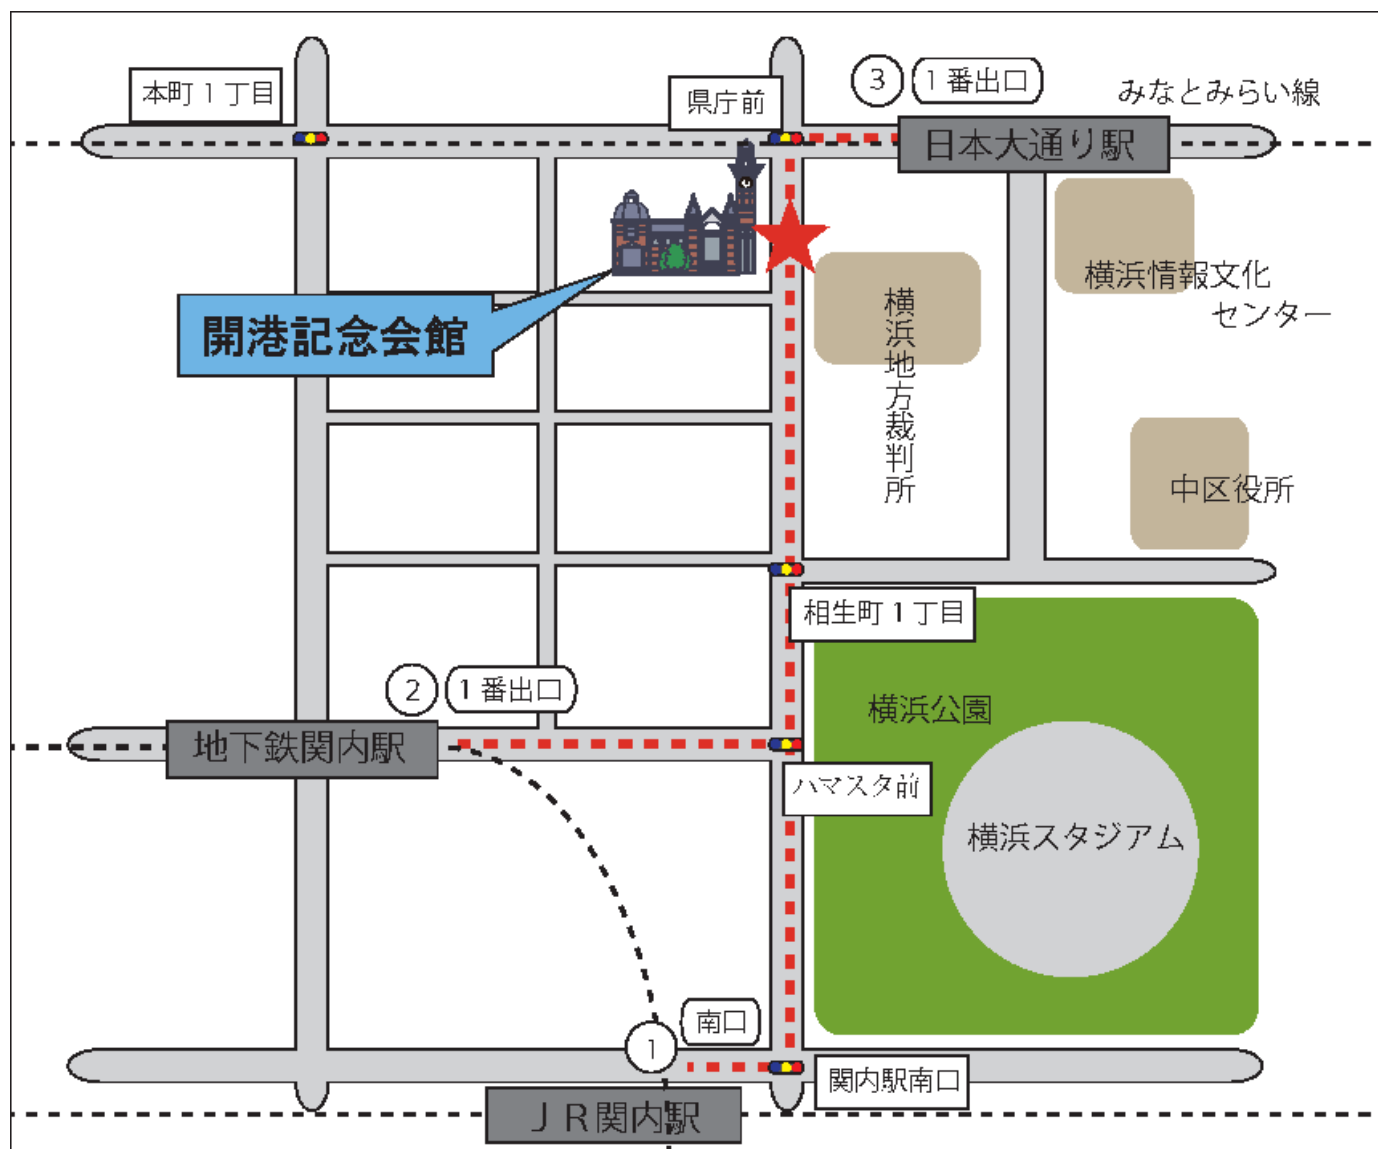 本町１丁目
県庁前
3
1番出口
みなとみらい線
日本大通り駅
横浜情報文化
センター
開港記念会館
横浜地方裁判所
中区役所
相生町１丁目
2
1番出口
地下鉄関内駅
横浜公園
ハマスタ前
横浜スタジアム
南口
1
関内駅南口
ＪＲ関内駅